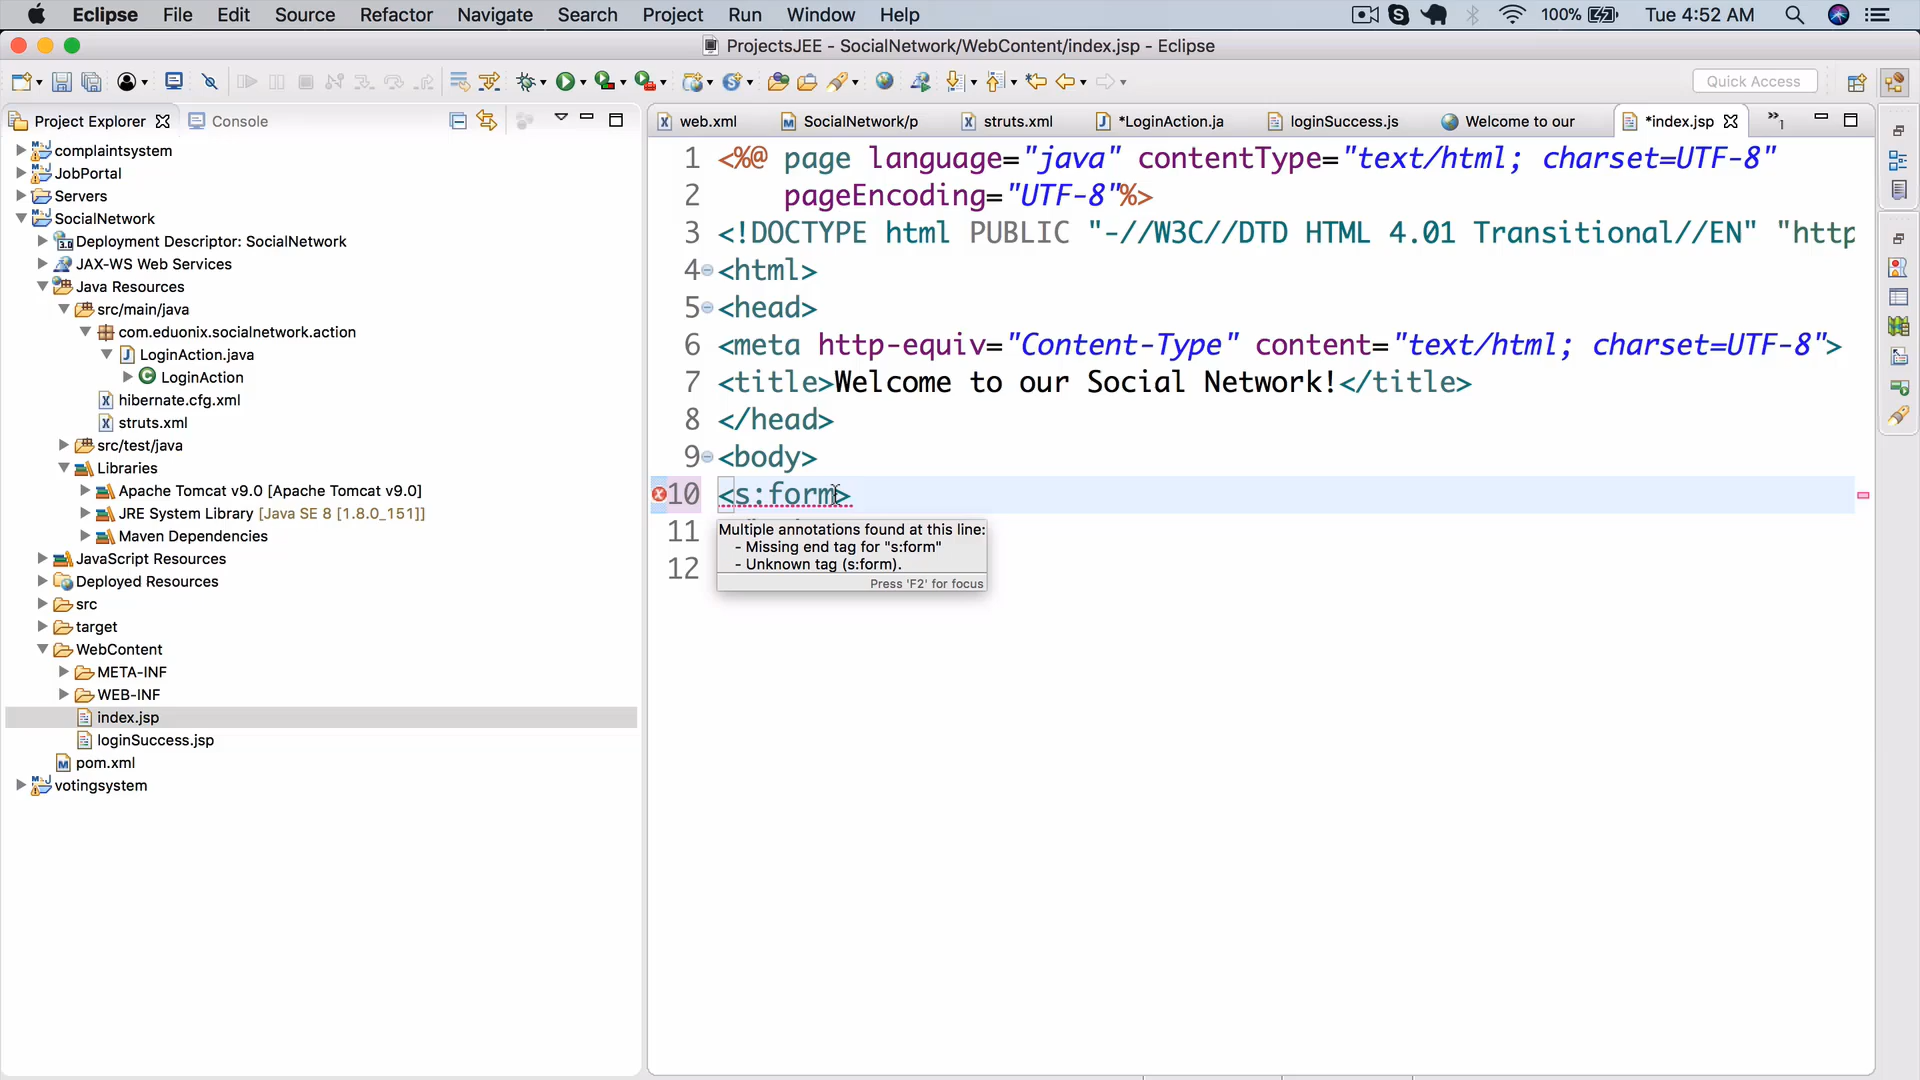 Eclipse File Edit Source Refactor Navigate Search Project Run Window Help 100% Tue 4:52 AM
ProjectsJEE - SocialNetwork/WebContent/index.jsp - Eclipse
Quick Access
Project Explorer Console
complaintsystem
JobPortal
Servers
SocialNetwork
Deployment Descriptor: SocialNetwork
JAX-WS Web Services
Java Resources
src/main/java
com.eduonix.socialnetwork.action
LoginAction.java
LoginAction
hibernate.cfg.xml
struts.xml
src/test/java
Libraries
Apache Tomcat v9.0 [Apache Tomcat v9.0]
JRE System Library [Java SE 8 [1.8.0_151]]
Maven Dependencies
JavaScript Resources
Deployed Resources
src
target
WebContent
META-INF
WEB-INF
index.jsp
loginSuccess.jsp
pom.xml
votingsystem
web.xml SocialNetwork/p struts.xml *LoginAction.ja loginSuccess.js Welcome to our *index.jsp »1
1 <%@ page language="java" contentType="text/html; charset=UTF-8"
2 pageEncoding="UTF-8"%>
3 <!DOCTYPE html PUBLIC "-//W3C//DTD HTML 4.01 Transitional//EN" "http
4 <html>
5 <head>
6 <meta http-equiv="Content-Type" content="text/html; charset=UTF-8">
7 <title>Welcome to our Social Network!</title>
8 </head>
9 <body>
10 <s:form>
11
12
Multiple annotations found at this line:
- Missing end tag for "s:form"
- Unknown tag (s:form).
Press 'F2' for focus